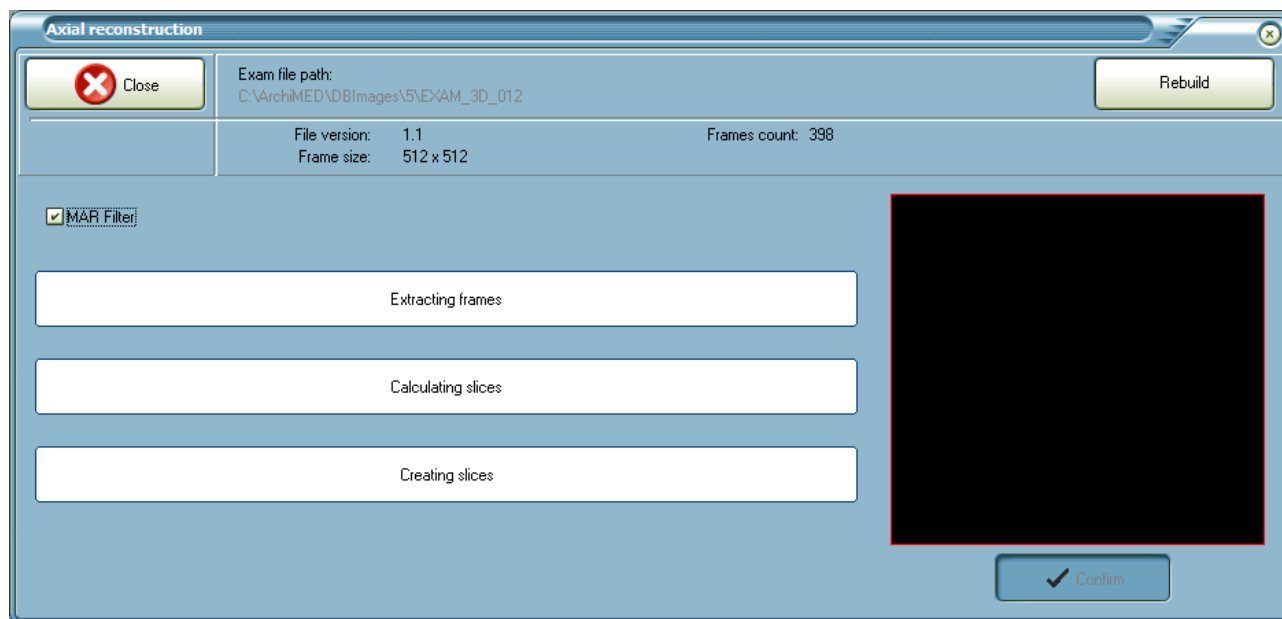 Axial reconstruction
Close
Exam file path:
C:\ArchiMED\DBImages\5\EXAM_3D_012
Rebuild
File version: 1.1 Frames count: 398
Frame size: 512 x 512
MAR Filter
Extracting frames
Calculating slices
Creating slices
Confirm